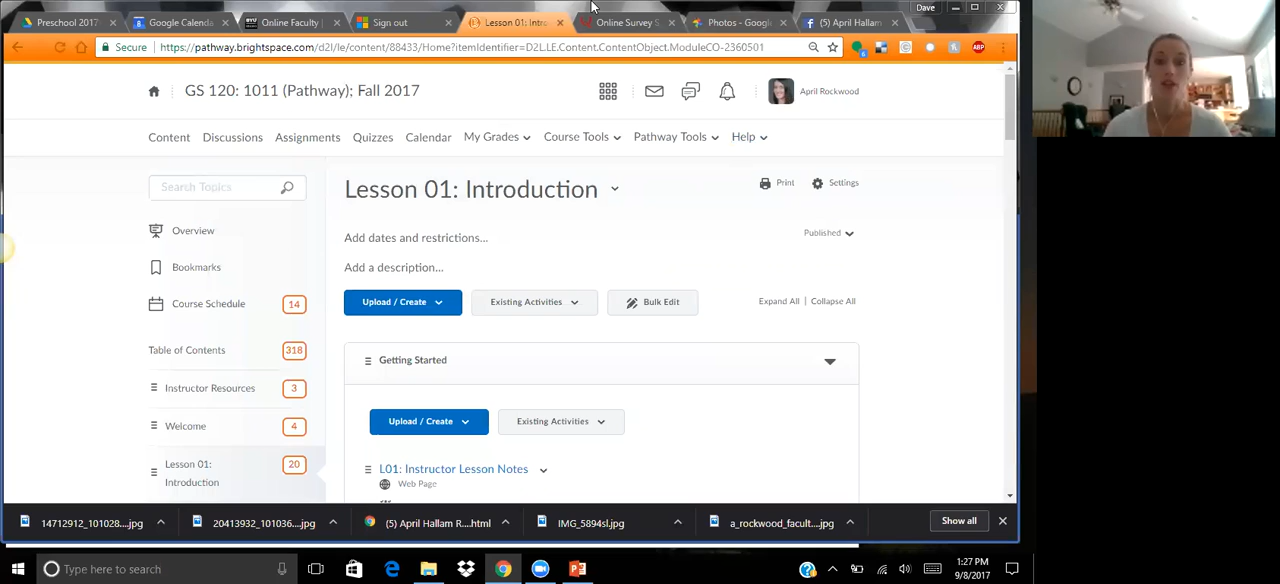 Preschool 2017
Google Calenda
Online Faculty |
Sign out
Lesson 01: Intro
Online Survey S
Photos - Google
(5) April Hallam
Dave
Secure
https://pathway.brightspace.com/d2l/le/content/88433/Home?itemIdentifier=D2L.LE.Content.ContentObject.ModuleCO-2360501
ABP
GS 120: 1011 (Pathway); Fall 2017
April Rockwood
Content Discussions Assignments Quizzes Calendar My Grades Course Tools Pathway Tools Help
Search Topics
Overview
Bookmarks
Course Schedule 14
Table of Contents 318
Instructor Resources 3
Welcome 4
Lesson 01: 20
Introduction
Lesson 01: Introduction
Print Settings
Add dates and restrictions...
Published
Add a description...
Upload / Create Existing Activities Bulk Edit
Expand All | Collapse All
Getting Started
Upload / Create Existing Activities
L01: Instructor Lesson Notes
Web Page
14712912_101028....jpg
20413932_101036....jpg
(5) April Hallam R....html
IMG_5894sl.jpg
a_rockwood_facult....jpg
Show all
Type here to search
1:27 PM
9/8/2017